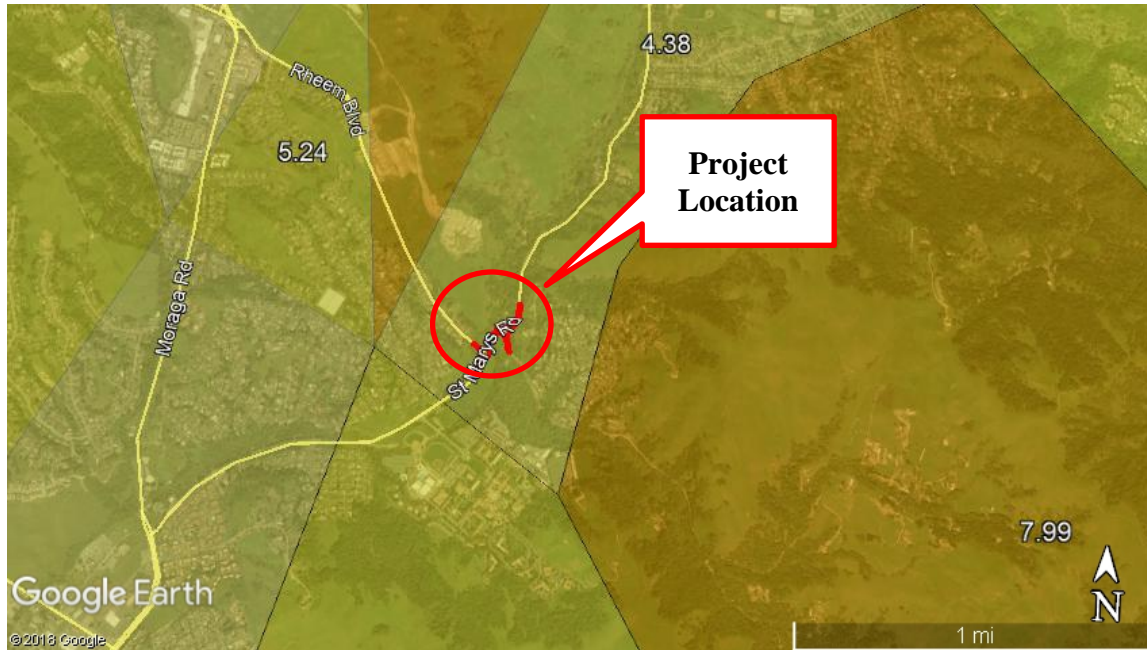 4.38
Rheem Blvd
5.24
Project
Location
Moraga Rd
St Marys Rd
7.99
N
Google Earth
©2018 Google
1 mi